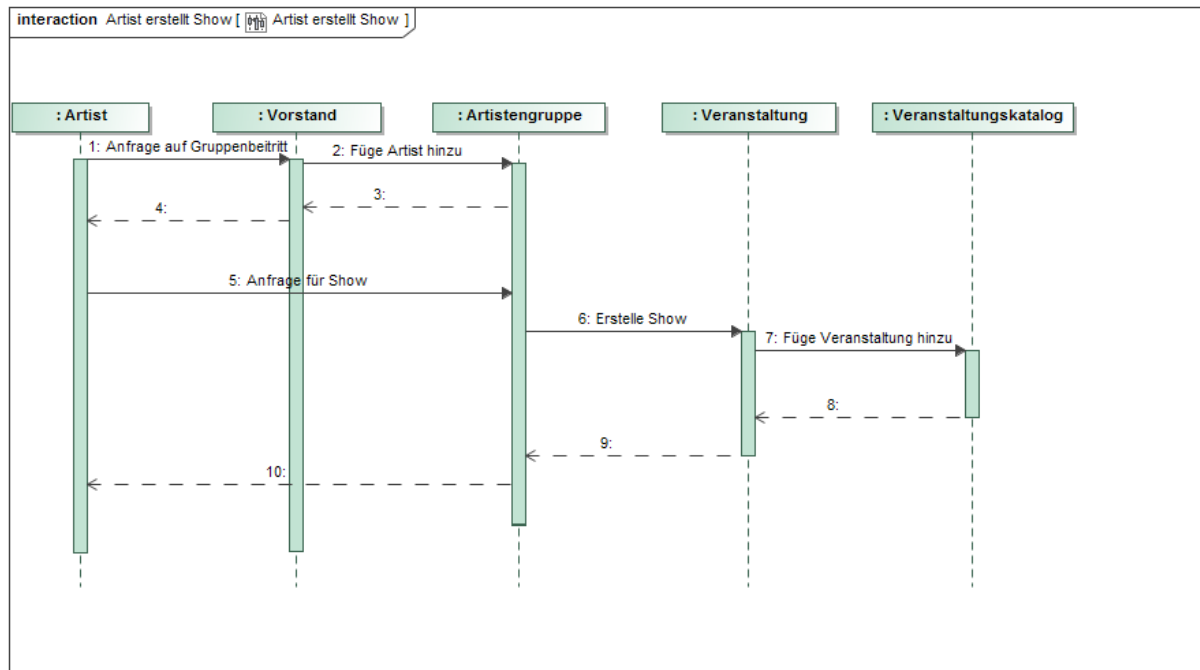 interaction Artist erstellt Show [ Artist erstellt Show ]
: Artist
: Vorstand
: Artistengruppe
: Veranstaltung
: Veranstaltungskatalog
1: Anfrage auf Gruppenbeitritt
2: Füge Artist hinzu
3:
4:
5: Anfrage für Show
6: Erstelle Show
7: Füge Veranstaltung hinzu
8:
9:
10: